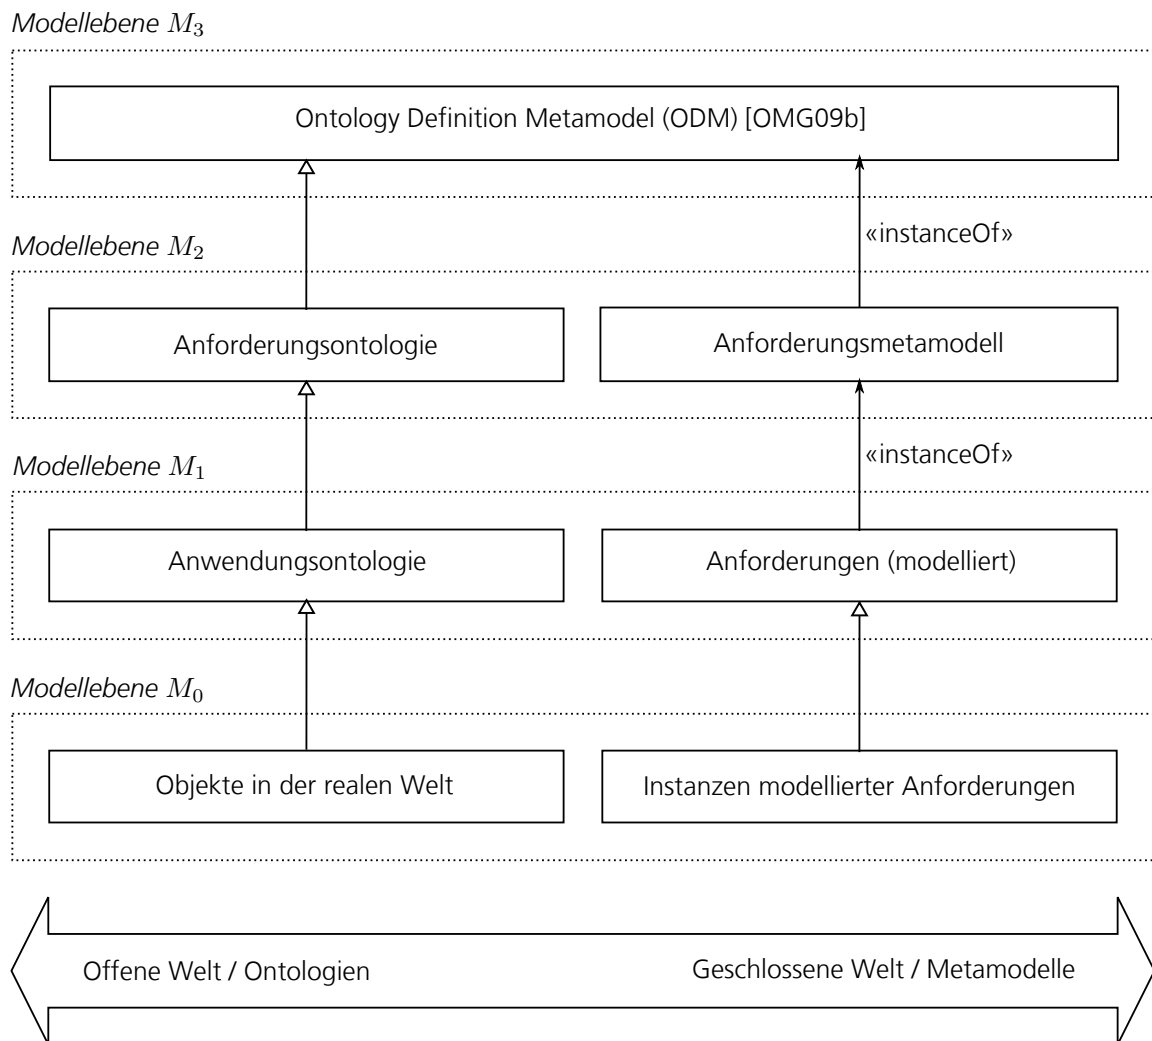 Modellebene M₃
Ontology Definition Metamodel (ODM) [OMG09b]
«instanceOf»
Modellebene M₂
Anforderungsontologie
Anforderungsmetamodell
«instanceOf»
Modellebene M₁
Anwendungsontologie
Anforderungen (modelliert)
Modellebene M₀
Objekte in der realen Welt
Instanzen modellierter Anforderungen
Offene Welt / Ontologien
Geschlossene Welt / Metamodelle